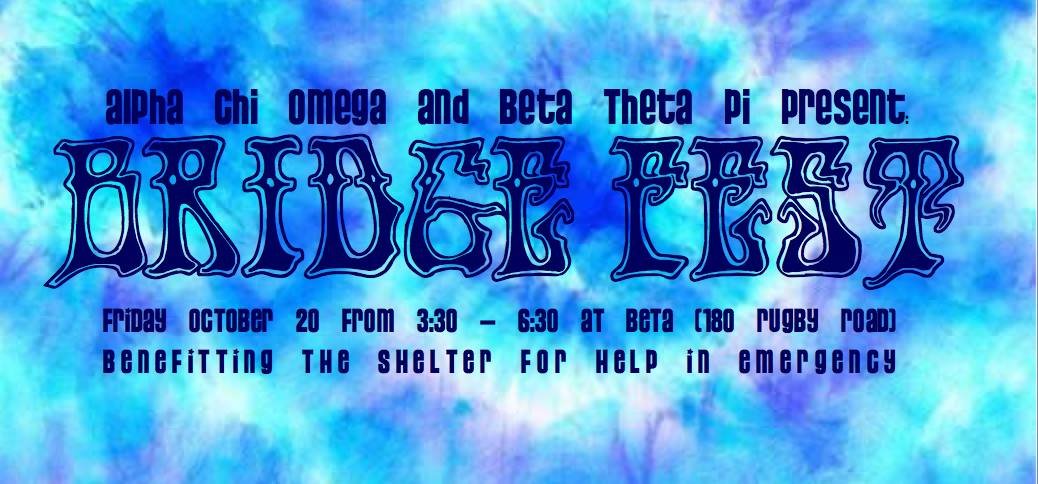 alpha Chi Omega and Beta Theta Pi present:
BRIDGE FEST
Friday October 20 from 3:30 – 6:30 at Beta (180 rugby road)
Benefitting the Shelter for Help in emergency